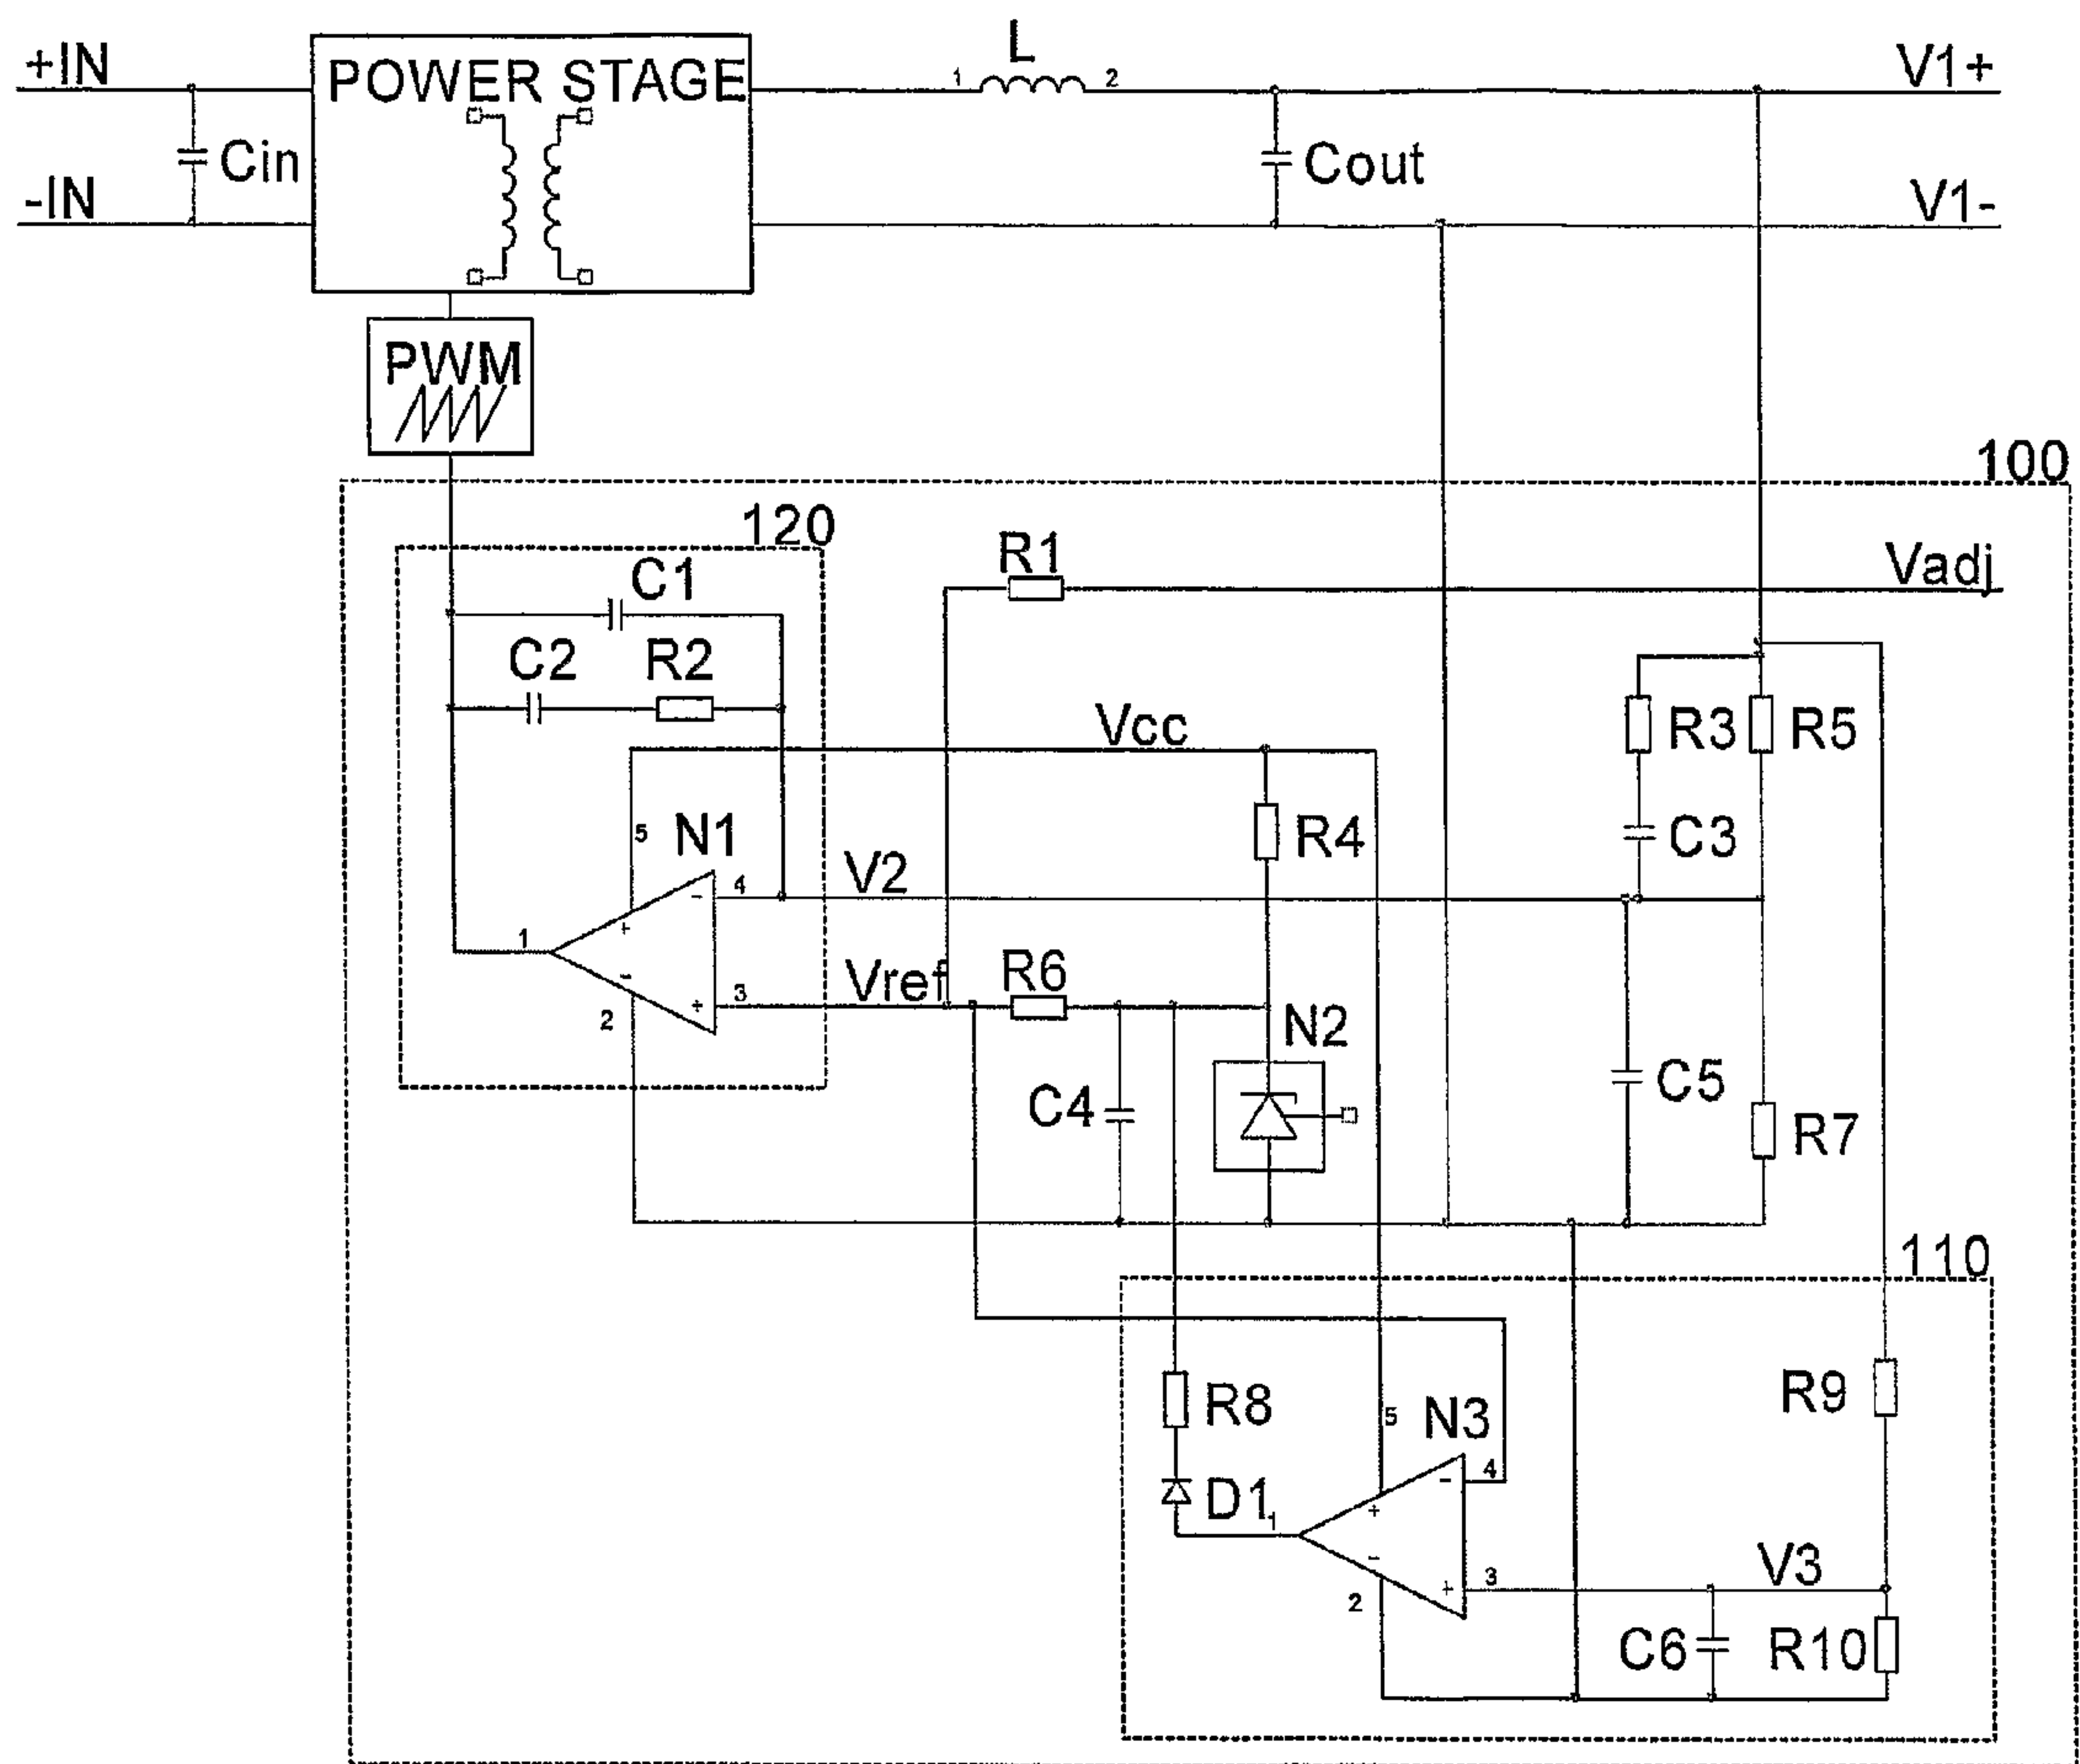 +IN
POWER STAGE
1 L 2
V1+
Cin
Cout
-IN
V1-
PWM
100
120
R1
Vadj
C1
C2 R2
Vcc
R3 R5
5 N1
R4
C3
4 V2
- +
1
3 Vref R6
- +
2
N2
C4
C5
R7
110
R8
5 N3
R9
4
D1 1
- +
V3
3
- +
2
C6 R10